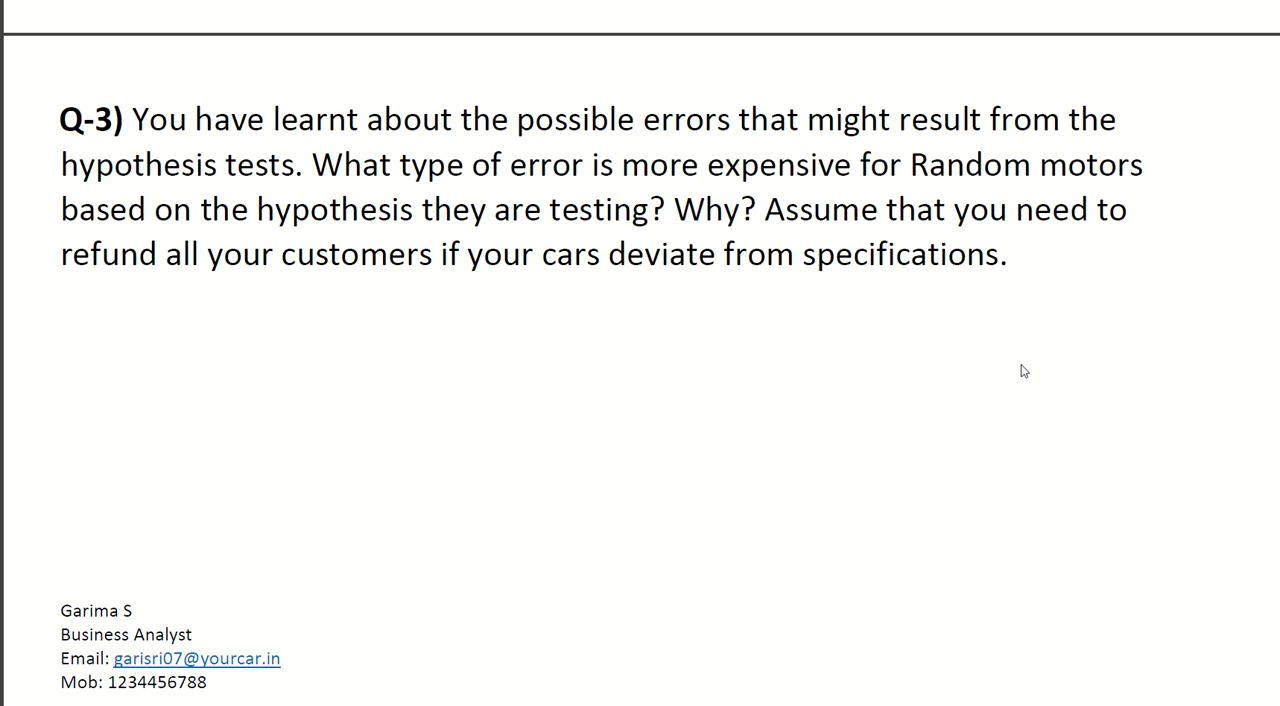 Q-3) You have learnt about the possible errors that might result from the
hypothesis tests. What type of error is more expensive for Random motors
based on the hypothesis they are testing? Why? Assume that you need to
refund all your customers if your cars deviate from specifications.
Garima S
Business Analyst
Email: garisri07@yourcar.in
Mob: 1234456788